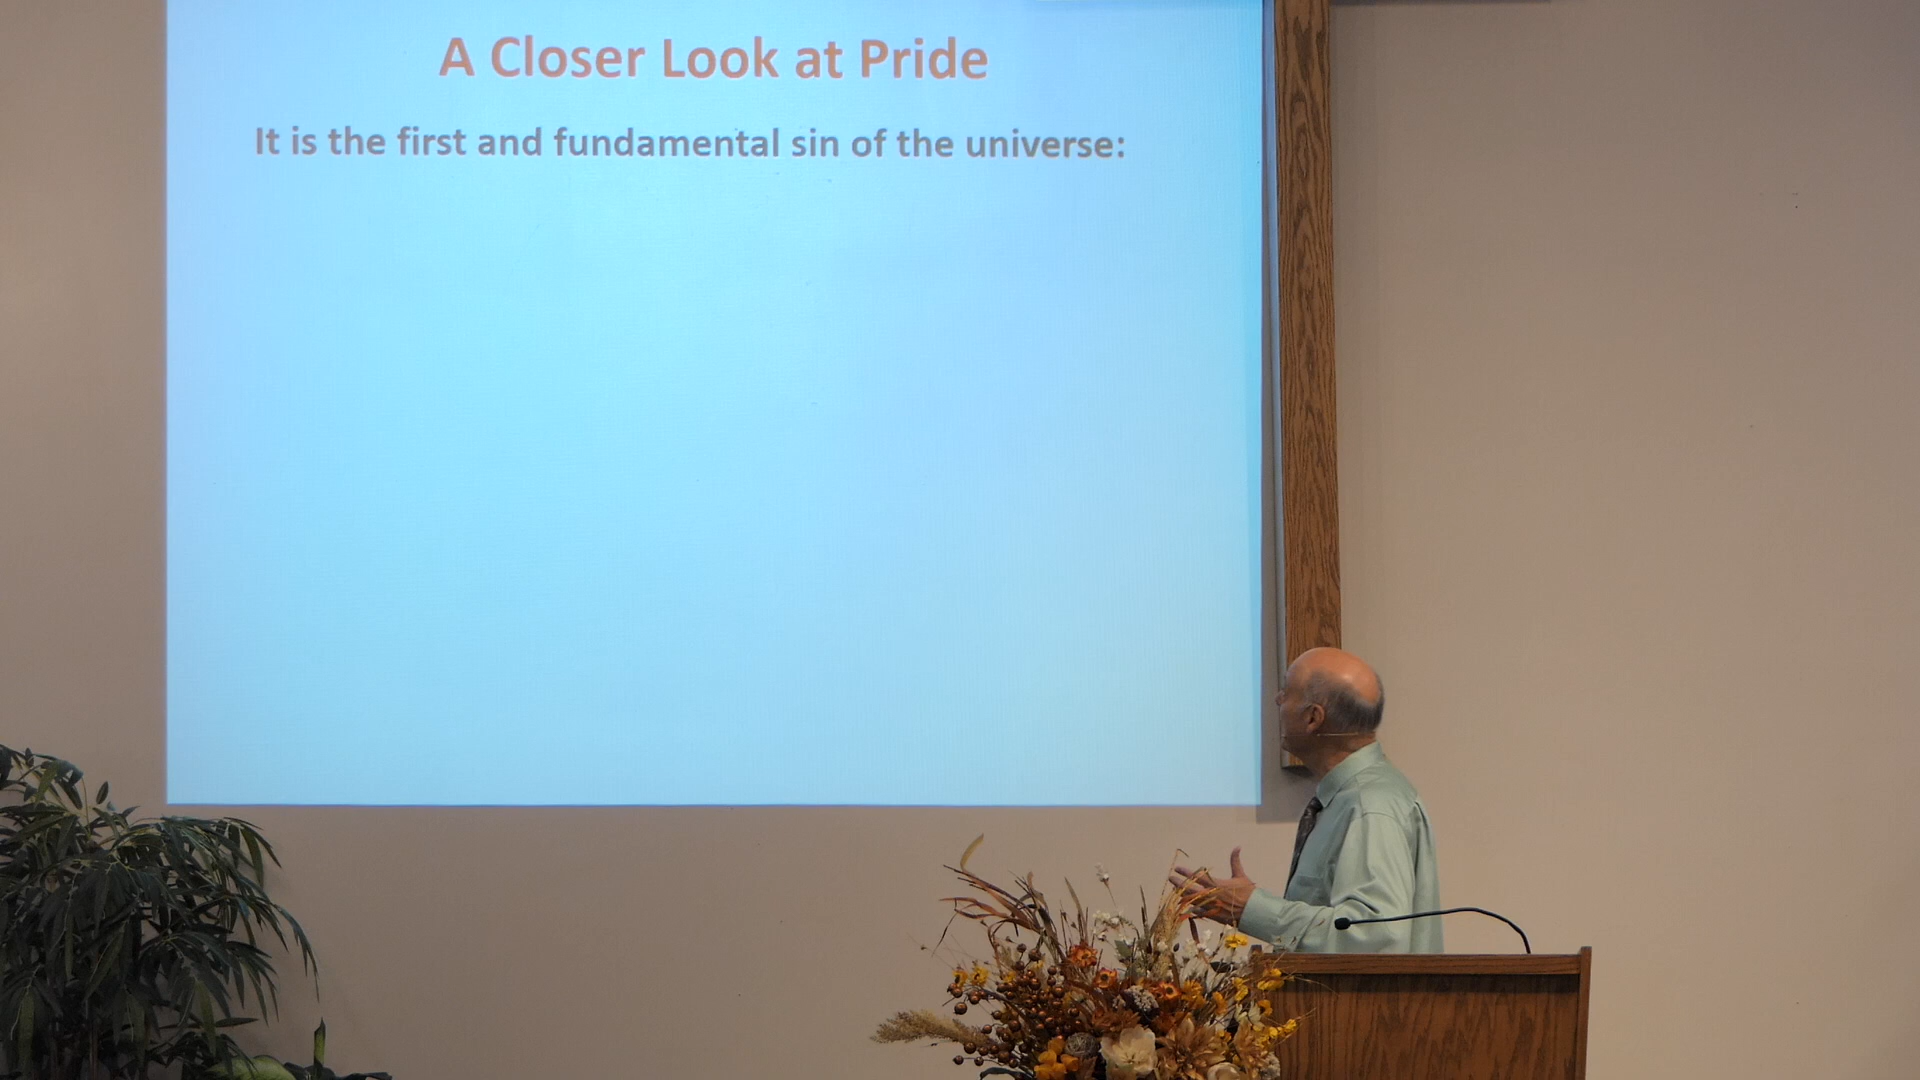 A Closer Look at Pride
It is the first and fundamental sin of the universe: